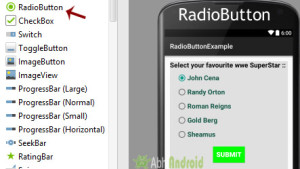 RadioButton
CheckBox
Switch
ToggleButton
ImageButton
ImageView
ProgressBar (Large)
ProgressBar (Normal)
ProgressBar (Small)
ProgressBar (Horizontal)
SeekBar
RatingBar
RadioButton
6:00
RadioButtonExample
Select your favourite wwe SuperStar ::
John Cena
Randy Orton
Roman Reigns
Gold Berg
Sheamus
SUBMIT
AbhiAndroid